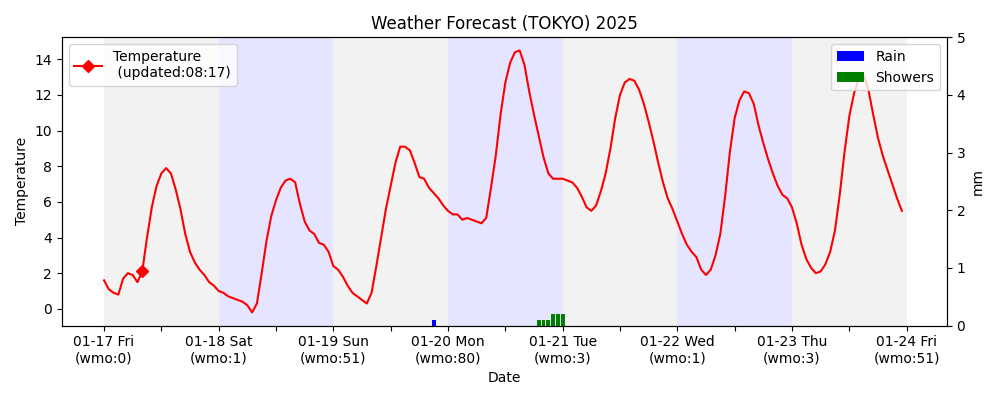 Weather Forecast (TOKYO) 2025
Temperature
(updated:08:17)
Rain
Showers
Temperature
14
12
10
8
6
4
2
0
5
4
3
2
1
0
mm
01-17 Fri
(wmo:0)
01-18 Sat
(wmo:1)
01-19 Sun
(wmo:51)
01-20 Mon
(wmo:80)
01-21 Tue
(wmo:3)
01-22 Wed
(wmo:1)
01-23 Thu
(wmo:3)
01-24 Fri
(wmo:51)
Date